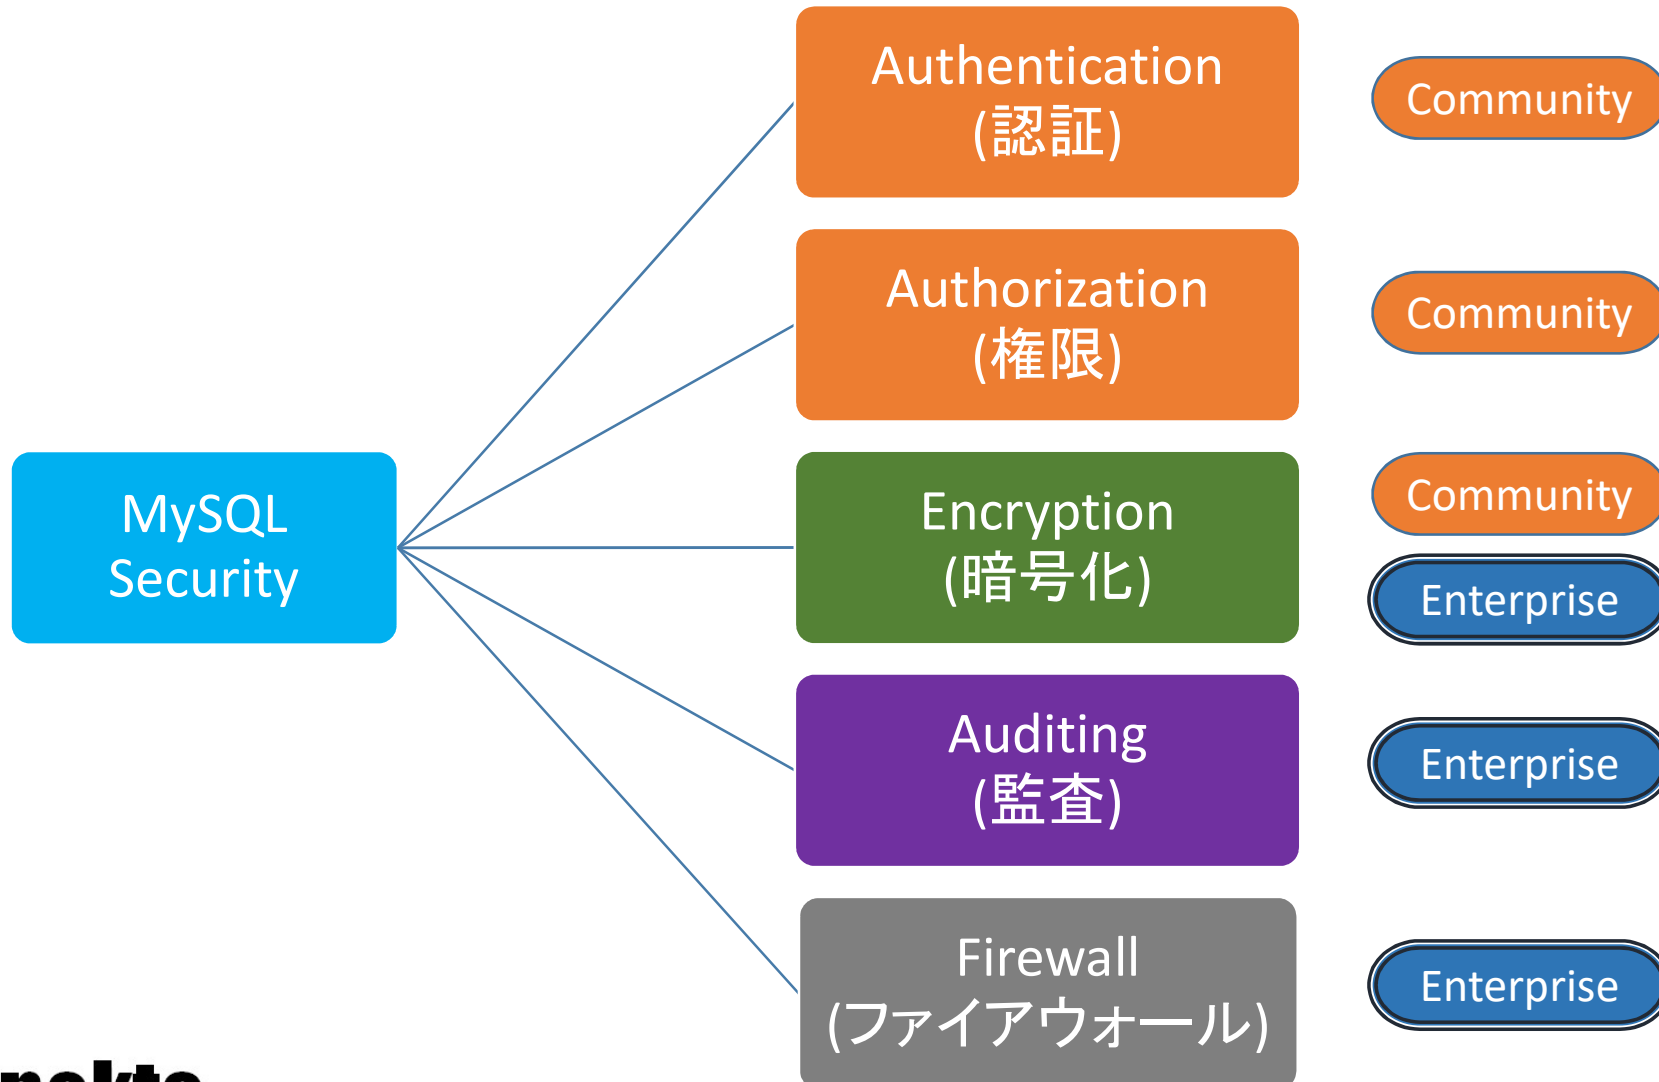 Authentication
(認証)
Community
Authorization
(権限)
Community
MySQL
Security
Encryption
(暗号化)
Community
Enterprise
Auditing
(監査)
Enterprise
Firewall
(ファイアウォール)
Enterprise